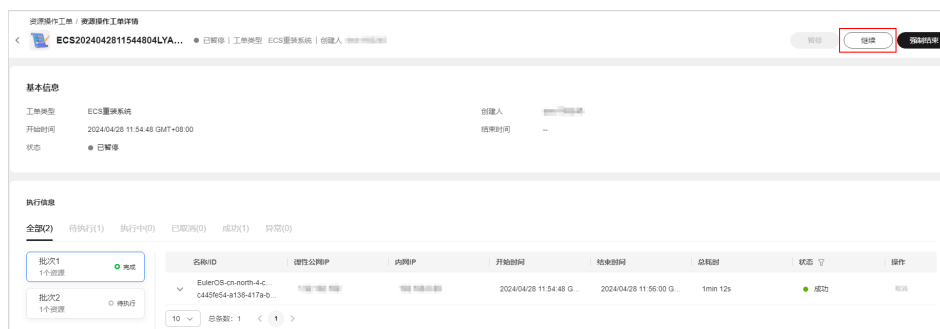 资源操作工单 / 资源操作工单详情
ECS2024042811544804LYA... 已暂停 | 工单类型 ECS重装系统 | 创建人
暂停 继续 强制结束
基本信息
工单类型 ECS重装系统 创建人
开始时间 2024/04/28 11:54:48 GMT+08:00 结束时间 --
状态 已暂停
执行信息
全部(2) 待执行(1) 执行中(0) 已取消(0) 成功(1) 异常(0)
批次1
1个资源
完成
批次2
1个资源
待执行
名称/ID 弹性公网IP 内网IP 开始时间 结束时间 总耗时 状态 操作
EulerOS-cn-north-4-c...
c445fe54-a138-417a-b...
2024/04/28 11:54:48 G... 2024/04/28 11:56:00 G... 1min 12s 成功 取消
10 总条数: 1 < 1 >